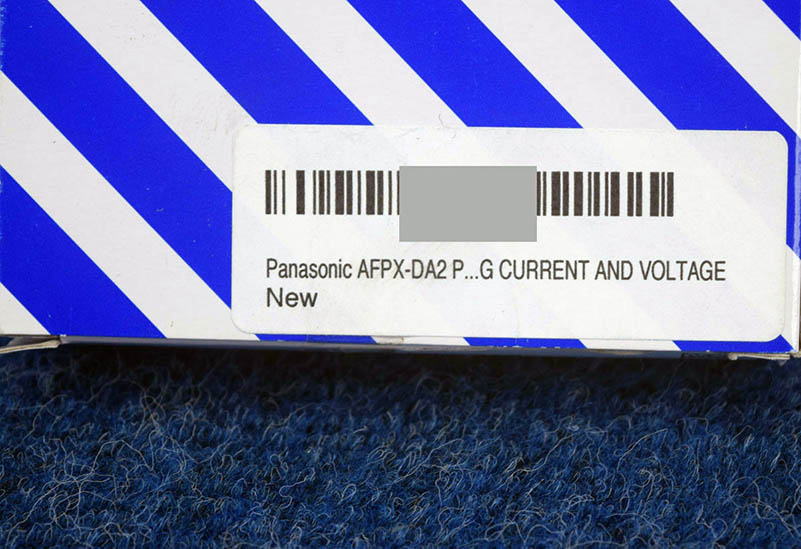 Panasonic AFPX-DA2 P...G CURRENT AND VOLTAGE
New